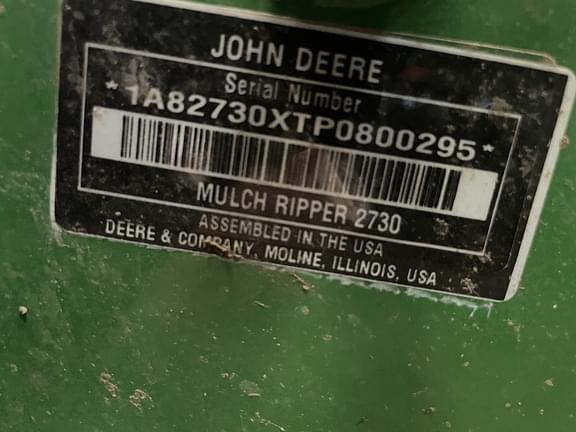 JOHN DEERE
Serial Number
*1A82730XTP0800295*
MULCH RIPPER 2730
ASSEMBLED IN THE USA
DEERE & COMPANY, MOLINE, ILLINOIS, USA